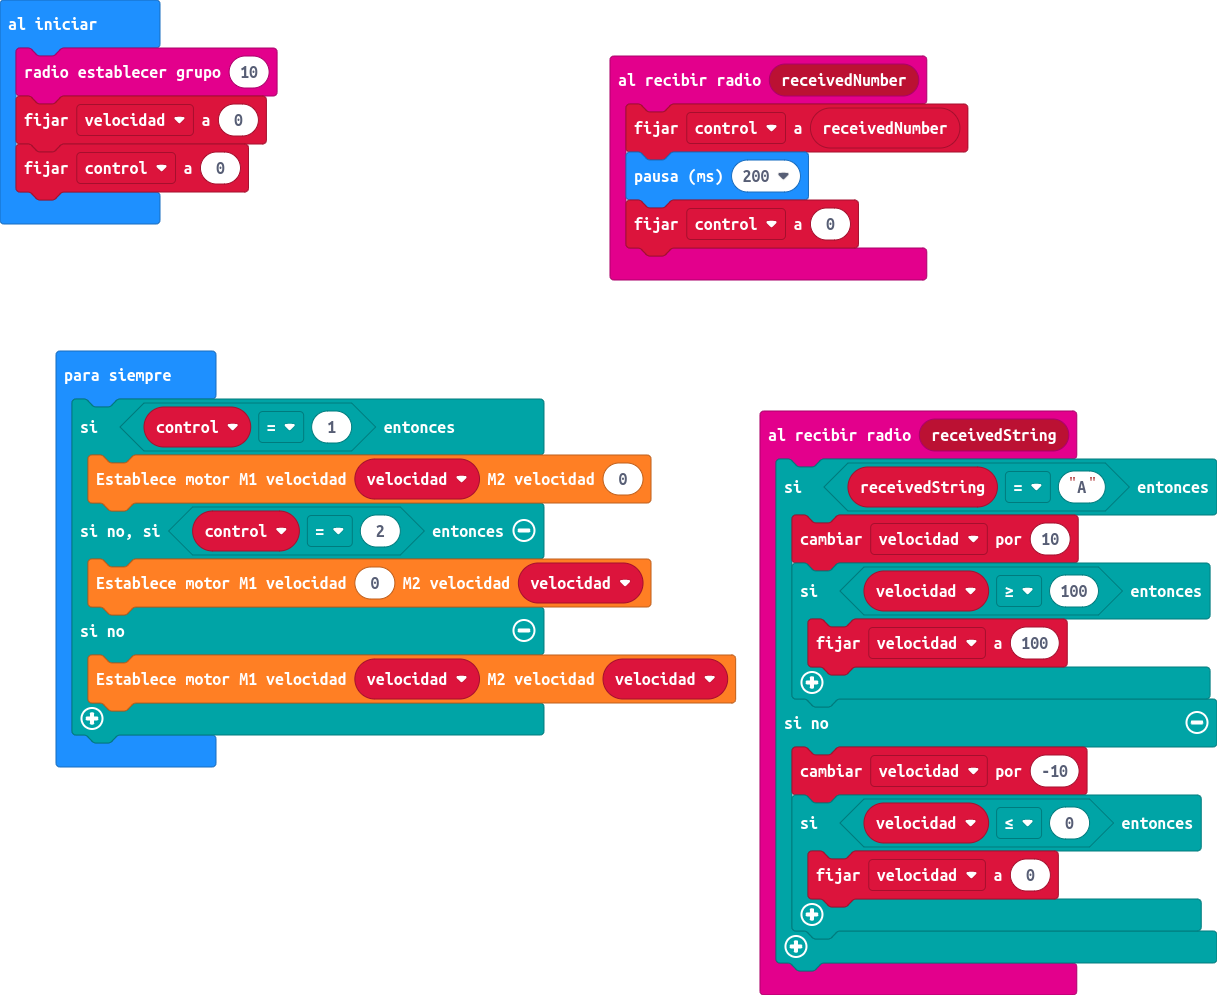 al iniciar
radio establecer grupo 10
fijar velocidad a 0
fijar control a 0
al recibir radio receivedNumber
fijar control a receivedNumber
pausa (ms) 200
fijar control a 0
para siempre
si control = 1 entonces
Establece motor M1 velocidad velocidad M2 velocidad 0
si no, si control = 2 entonces
Establece motor M1 velocidad 0 M2 velocidad velocidad
si no
Establece motor M1 velocidad velocidad M2 velocidad velocidad
al recibir radio receivedString
si receivedString = "A" entonces
cambiar velocidad por 10
si velocidad ≥ 100 entonces
fijar velocidad a 100
si no
cambiar velocidad por -10
si velocidad ≤ 0 entonces
fijar velocidad a 0